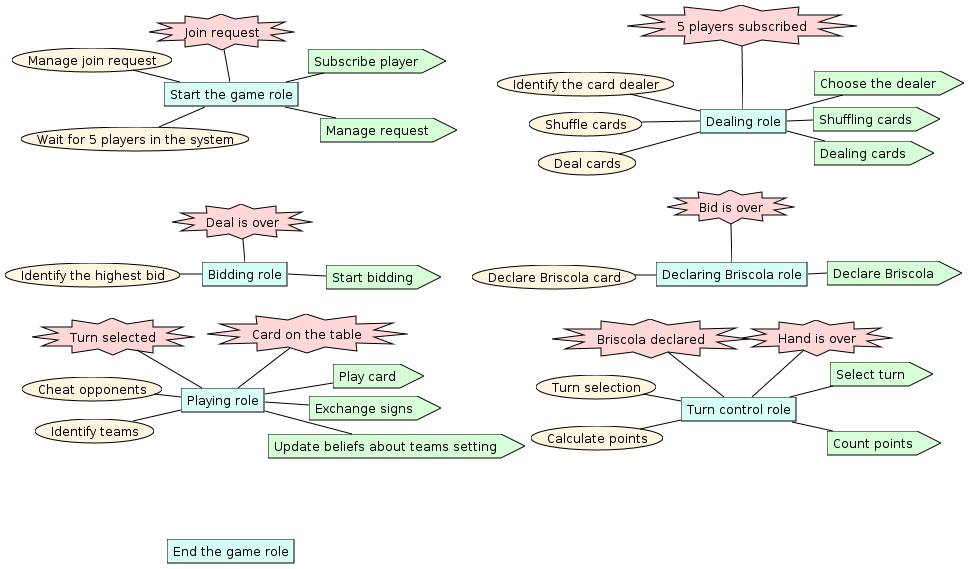 Join request
Manage join request
Subscribe player
Start the game role
Manage request
Wait for 5 players in the system
5 players subscribed
Identify the card dealer
Choose the dealer
Shuffle cards
Dealing role
Shuffling cards
Deal cards
Dealing cards
Deal is over
Identify the highest bid
Bidding role
Start bidding
Bid is over
Declare Briscola card
Declaring Briscola role
Declare Briscola
Turn selected
Card on the table
Play card
Cheat opponents
Playing role
Exchange signs
Identify teams
Update beliefs about teams setting
Briscola declared
Hand is over
Select turn
Turn selection
Turn control role
Calculate points
Count points
End the game role